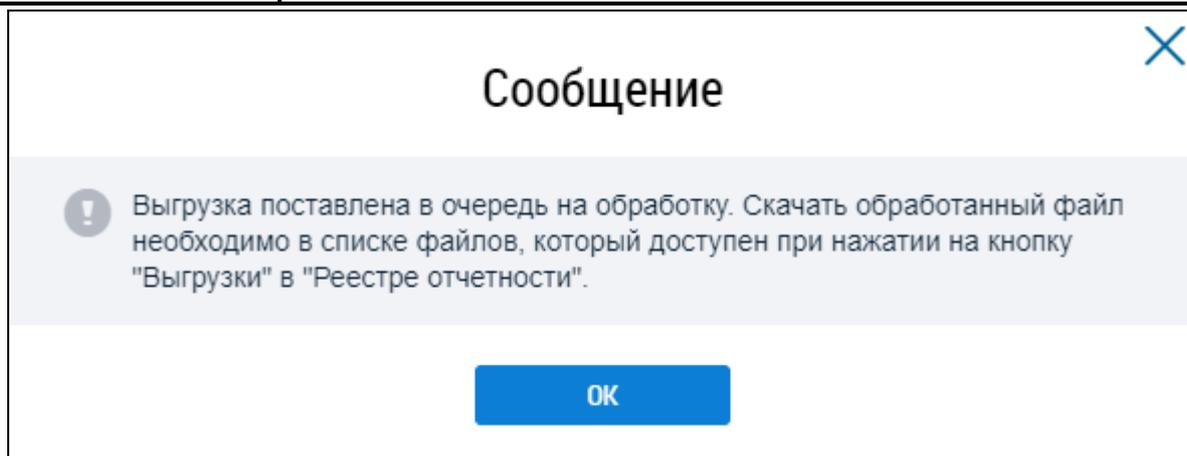 Сообщение
Выгрузка поставлена в очередь на обработку. Скачать обработанный файл
необходимо в списке файлов, который доступен при нажатии на кнопку
"Выгрузки" в "Реестре отчетности".
ОК